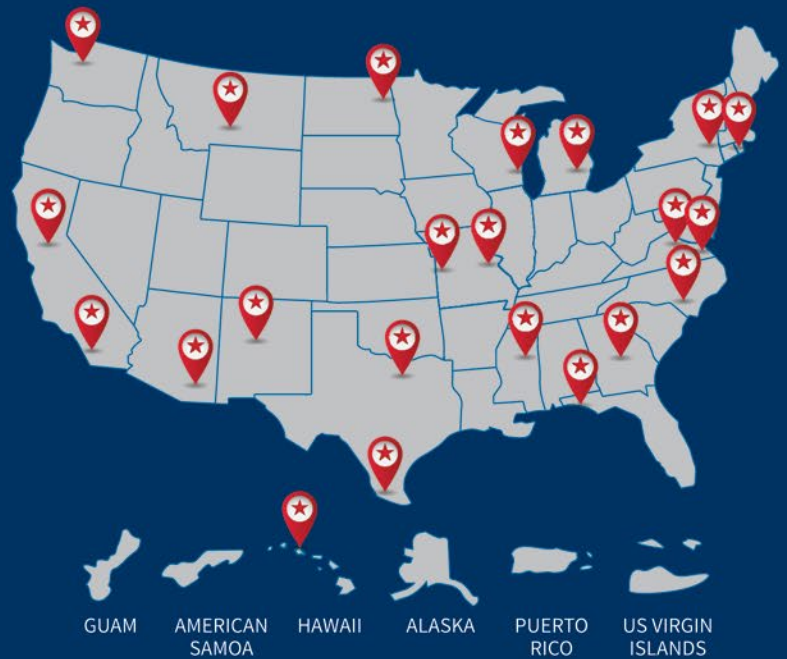 GUAM
AMERICAN
SAMOA
HAWAII
ALASKA
PUERTO
RICO
US VIRGIN
ISLANDS